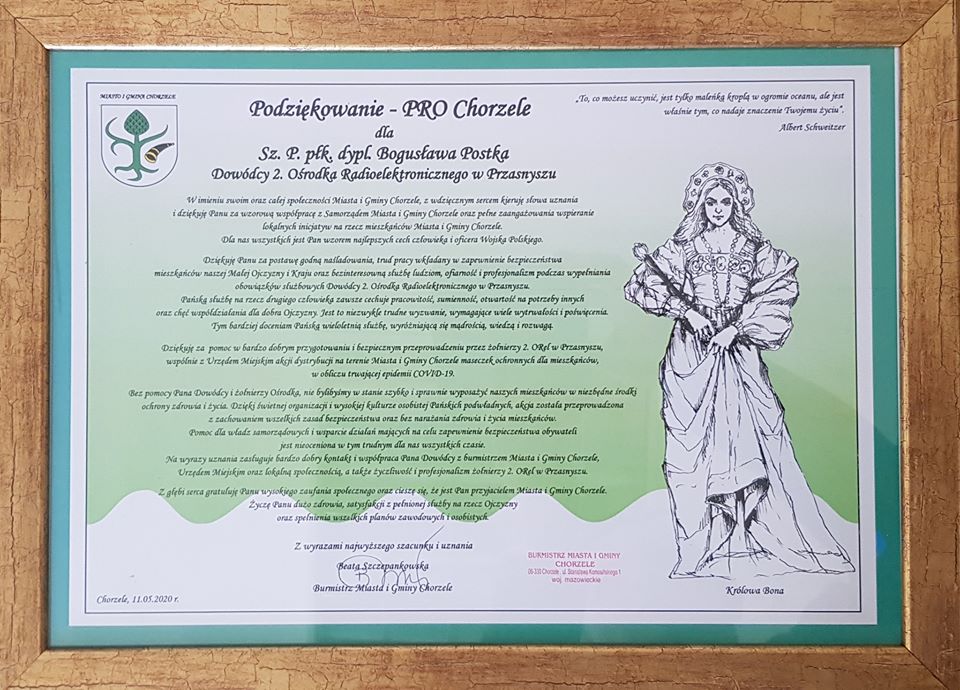 MIASTO I GMINA CHORZELE
„To, co możesz uczynić, jest tylko maleńką kroplą w ogromie oceanu, ale jest
właśnie tym, co nadaje znaczenie Twojemu życiu”.
Albert Schweitzer
Podziękowanie - PRO Chorzele
dla
Sz. P. płk. dypl. Bogusława Postka
Dowódcy 2. Ośrodka Radioelektronicznego w Przasnyszu
W imieniu swoim oraz całej społeczności Miasta i Gminy Chorzele, z wdzięcznym sercem kieruję słowa uznania
i dziękuję Panu za wzorową współpracę z Samorządem Miasta i Gminy Chorzele oraz pełne zaangażowania wspieranie
lokalnych inicjatyw na rzecz mieszkańców Miasta i Gminy Chorzele.
Dla nas wszystkich jest Pan wzorem najlepszych cech człowieka i oficera Wojska Polskiego.
Dziękuję Panu za postawę godną naśladowania, trud pracy wkładany w zapewnienie bezpieczeństwa
mieszkańców naszej Małej Ojczyzny i Kraju oraz bezinteresowną służbę ludziom, ofiarność i profesjonalizm podczas wypełniania
obowiązków służbowych Dowódcy 2. Ośrodka Radioelektronicznego w Przasnyszu.
Pańską służbę na rzecz drugiego człowieka zawsze cechuje pracowitość, sumienność, otwartość na potrzeby innych
oraz chęć współdziałania dla dobra Ojczyzny. Jest to niezwykle trudne wyzwanie, wymagające wiele wytrwałości i poświęcenia.
Tym bardziej doceniam Pańską wieloletnią służbę, wyróżniającą się mądrością, wiedzą i rozwagą.
Dziękuję za pomoc w bardzo dobrym przygotowaniu i bezpiecznym przeprowadzeniu przez żołnierzy 2. ORel w Przasnyszu,
wspólnie z Urzędem Miejskim akcji dystrybucji na terenie Miasta i Gminy Chorzele maseczek ochronnych dla mieszkańców,
w obliczu trwającej epidemii COVID-19.
Bez pomocy Pana Dowódcy i żołnierzy Ośrodka, nie bylibyśmy w stanie szybko i sprawnie wyposażyć naszych mieszkańców w niezbędne środki
ochrony zdrowia i życia. Dzięki świetnej organizacji i wysokiej kulturze osobistej Pańskich podwładnych, akcja została przeprowadzona
z zachowaniem wszelkich zasad bezpieczeństwa oraz bez narażania zdrowia i życia mieszkańców.
Pomoc dla władz samorządowych i wsparcie działań mających na celu zapewnienie bezpieczeństwa obywateli
jest nieoceniona w tym trudnym dla nas wszystkich czasie.
Na wyrazy uznania zasługuje bardzo dobry kontakt i współpraca Pana Dowódcy z burmistrzem Miasta i Gminy Chorzele,
Urzędem Miejskim oraz lokalną społecznością, a także życzliwość i profesjonalizm żołnierzy 2. ORel w Przasnyszu.
Z głębi serca gratuluję Panu wysokiego zaufania społecznego oraz cieszę się, że jest Pan przyjacielem Miasta i Gminy Chorzele.
Życzę Panu dużo zdrowia, satysfakcji z pełnionej służby na rzecz Ojczyzny
oraz spełnienia wszelkich planów zawodowych i osobistych.
Z wyrazami najwyższego szacunku i uznania
Beata Szczepankowska
Burmistrz Miasta i Gminy Chorzele
BURMISTRZ MIASTA I GMINY
CHORZELE
06-330 Chorzele, ul. Stanisława Komosińskiego 1
woj. mazowieckie
Chorzele, 11.05.2020 r.
Królowa Bona